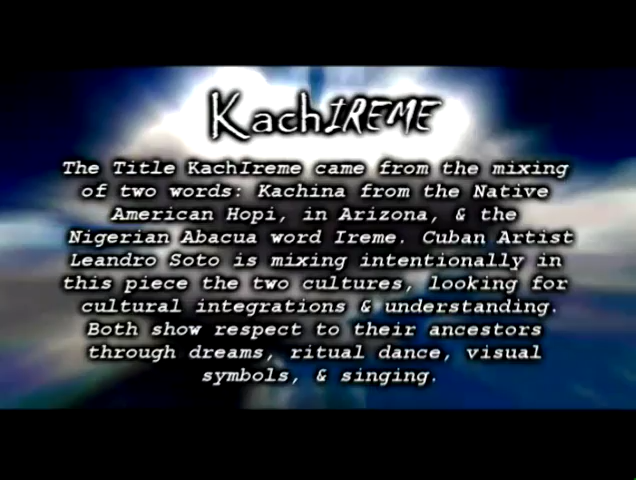 KachIREME
The Title KachIreme came from the mixing
of two words: Kachina from the Native
American Hopi, in Arizona, & the
Nigerian Abacua word Ireme. Cuban Artist
Leandro Soto is mixing intentionally in
this piece the two cultures, looking for
cultural integrations & understanding.
Both show respect to their ancestors
through dreams, ritual dance, visual
symbols, & singing.